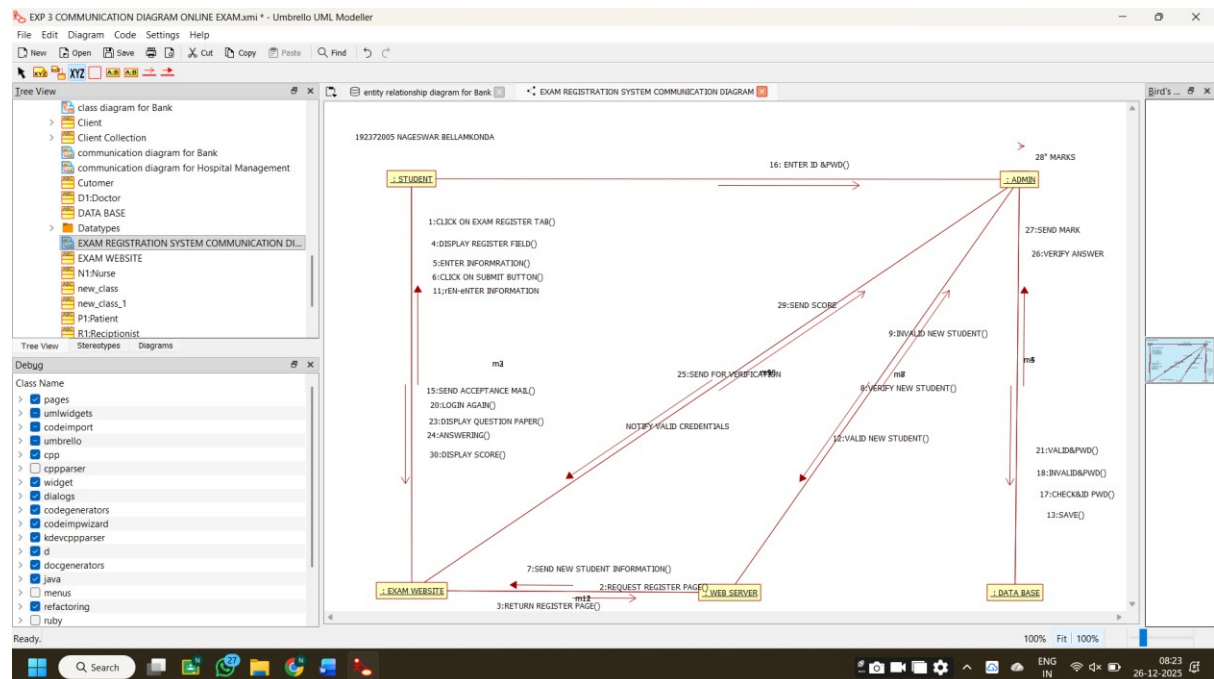 EXP 3 COMMUNICATION DIAGRAM ONLINE EXAM.xmi * - Umbrello UML Modeller
File Edit Diagram Code Settings Help
New Open Save Cut Copy Paste Find
XYZ A:B A:B
Tree View
class diagram for Bank
Client
Client Collection
communication diagram for Bank
communication diagram for Hospital Management
Cutomer
D1:Doctor
DATA BASE
Datatypes
EXAM REGISTRATION SYSTEM COMMUNICATION DI...
EXAM WEBSITE
N1:Nurse
new_class
new_class_1
P1:Patient
R1:Reciptionist
Tree View Stereotypes Diagrams
Debug
Class Name
pages
umlwidgets
codeimport
umbrello
cpp
cppparser
widget
dialogs
codegenerators
codeimpwizard
kdevcppparser
d
docgenerators
java
menus
refactoring
ruby
entity relationship diagram for Bank
EXAM REGISTRATION SYSTEM COMMUNICATION DIAGRAM
Bird's ...
192372005 NAGESWAR BELLAMKONDA
16: ENTER ID &PWD()
28" MARKS
: STUDENT
: ADMIN
1:CLICK ON EXAM REGISTER TAB()
4:DISPLAY REGISTER FIELD()
5:ENTER INFORMRATION()
6:CLICK ON SUBMIT BUTTON()
11;rEN-eNTER INFORMATION
27:SEND MARK
26:VERIFY ANSWER
29:SEND SCORE
9:INVALID NEW STUDENT()
25:SEND FOR VERIFICATION
8:VERIFY NEW STUDENT()
15:SEND ACCEPTANCE MAIL()
20:LOGIN AGAIN()
23:DISPLAY QUESTION PAPER()
24:ANSWERING()
30:DISPLAY SCORE()
NOTIFY VALID CREDENTIALS
12:VALID NEW STUDENT()
21:VALID&PWD()
18:INVALID&PWD()
17:CHECK&ID PWD()
13:SAVE()
7:SEND NEW STUDENT INFORMATION()
2:REQUEST REGISTER PAGE()
3:RETURN REGISTER PAGE()
: EXAM WEBSITE
: WEB SERVER
: DATA BASE
Ready.
100% Fit 100%
Search
27
ENG
IN
08:23
26-12-2025